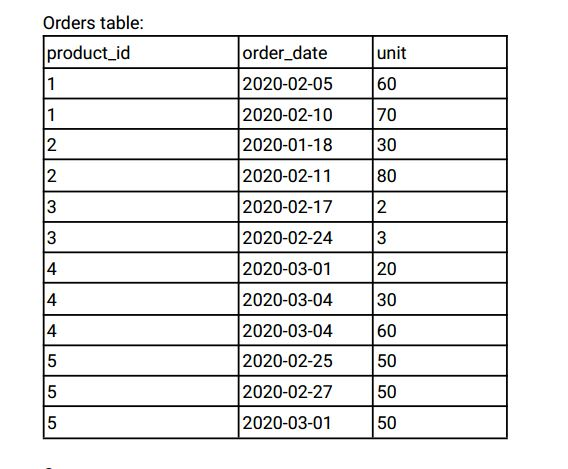 Orders table:
product_id order_date unit
1 2020-02-05 60
1 2020-02-10 70
2 2020-01-18 30
2 2020-02-11 80
3 2020-02-17 2
3 2020-02-24 3
4 2020-03-01 20
4 2020-03-04 30
4 2020-03-04 60
5 2020-02-25 50
5 2020-02-27 50
5 2020-03-01 50